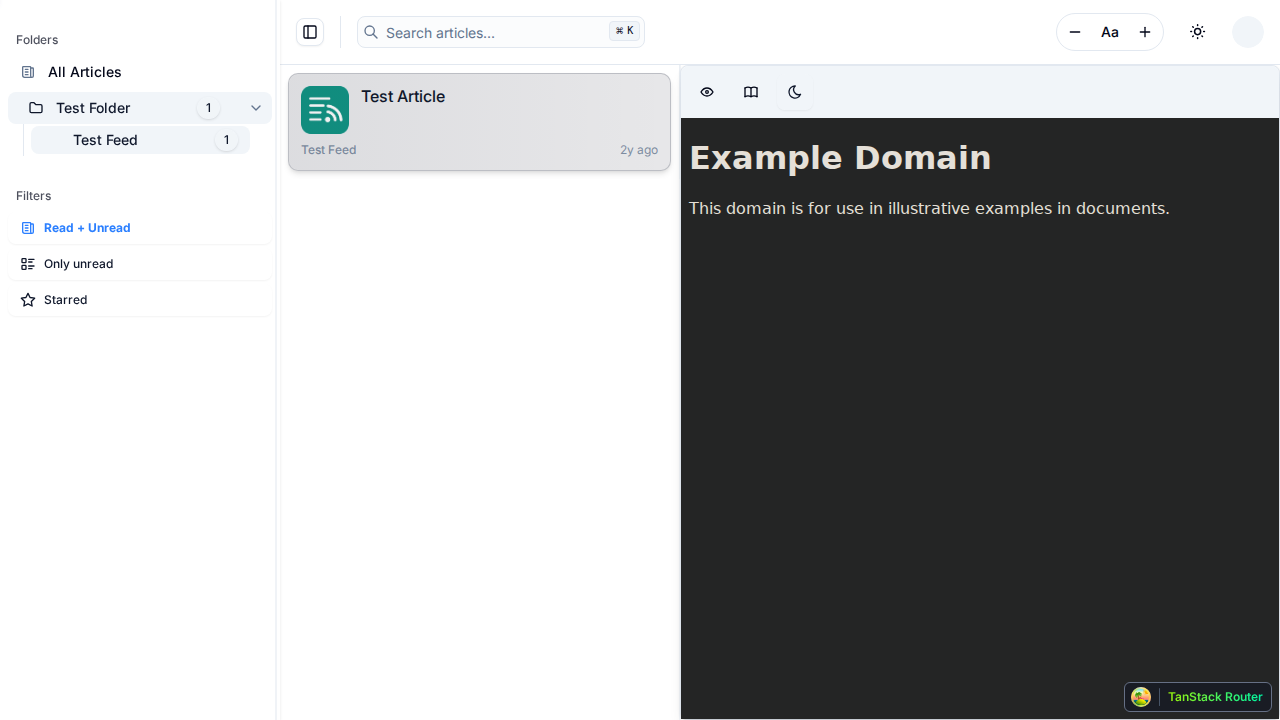 Folders
All Articles
Test Folder 1
Test Feed 1
Filters
Read + Unread
Only unread
Starred
Search articles... ⌘ K
Aa
Test Article
Test Feed 2y ago
Example Domain
This domain is for use in illustrative examples in documents.
TanStack Router